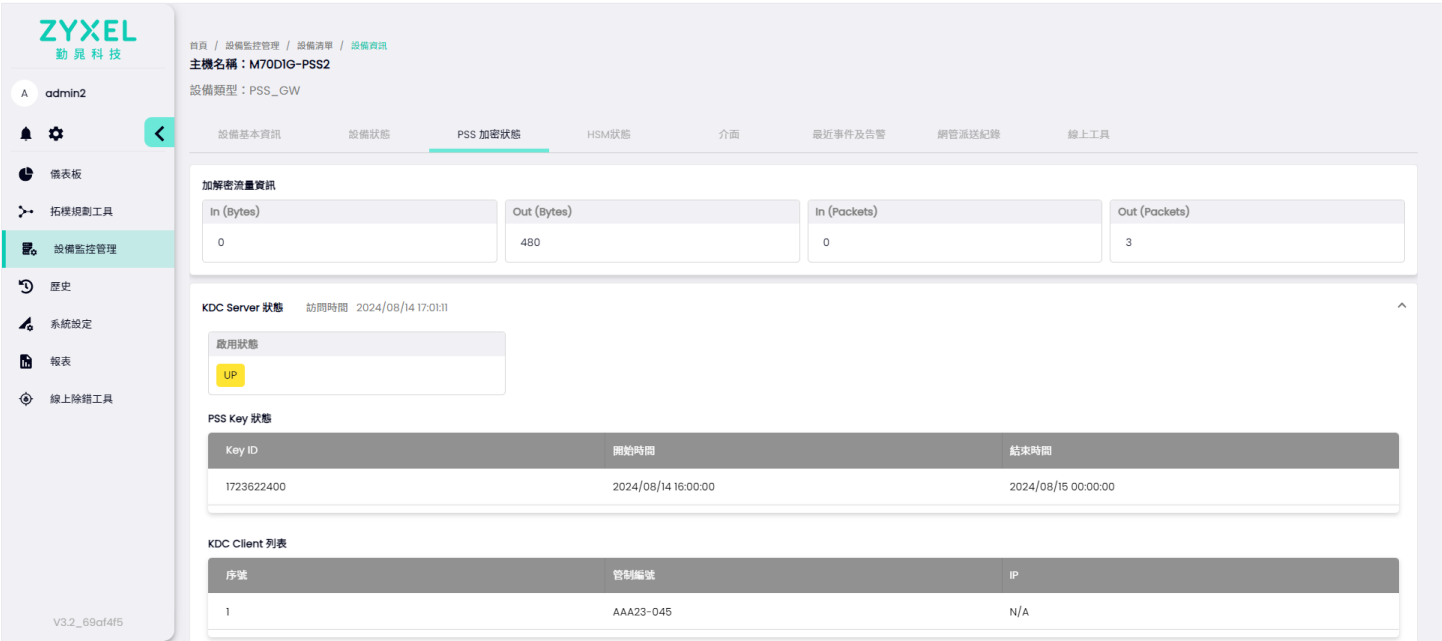 ZYXEL
勤晁科技
A admin2
儀表板
拓樸規劃工具
設備監控管理
歷史
系統設定
報表
線上除錯工具
V3.2_69af4f5
首頁 / 設備監控管理 / 設備清單 / 設備資訊
主機名稱：M70D1G-PSS2
設備類型：PSS_GW
設備基本資訊 設備狀態 PSS 加密狀態 HSM狀態 介面 最近事件及告警 網管派送紀錄 線上工具
加解密流量資訊
In (Bytes) Out (Bytes) In (Packets) Out (Packets)
0 480 0 3
KDC Server 狀態 訪問時間 2024/08/14 17:01:11
啟用狀態
UP
PSS Key 狀態
Key ID 開始時間 結束時間
1723622400 2024/08/14 16:00:00 2024/08/15 00:00:00
KDC Client 列表
序號 管制編號 IP
1 AAA23-045 N/A